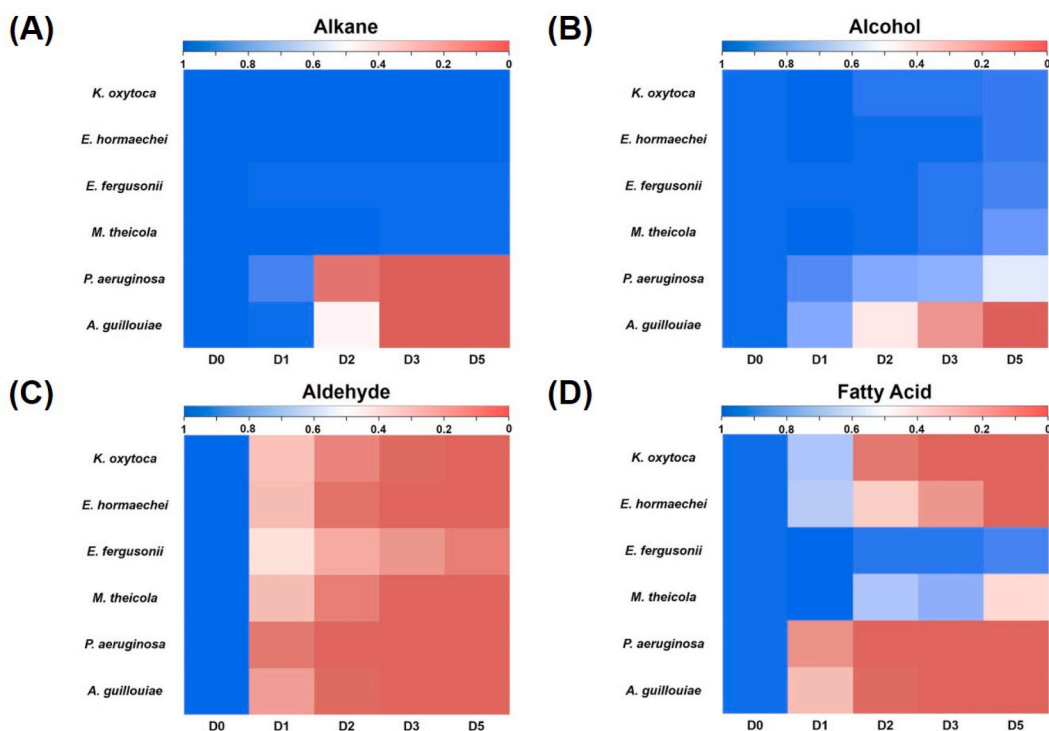 (A)
Alkane
1 0.8 0.6 0.4 0.2 0
K. oxytoca
E. hormaechei
E. fergusonii
M. theicola
P. aeruginosa
A. guillouiae
D0 D1 D2 D3 D5
(B)
Alcohol
1 0.8 0.6 0.4 0.2 0
K. oxytoca
E. hormaechei
E. fergusonii
M. theicola
P. aeruginosa
A. guillouiae
D0 D1 D2 D3 D5
(C)
Aldehyde
1 0.8 0.6 0.4 0.2 0
K. oxytoca
E. hormaechei
E. fergusonii
M. theicola
P. aeruginosa
A. guillouiae
D0 D1 D2 D3 D5
(D)
Fatty Acid
1 0.8 0.6 0.4 0.2 0
K. oxytoca
E. hormaechei
E. fergusonii
M. theicola
P. aeruginosa
A. guillouiae
D0 D1 D2 D3 D5